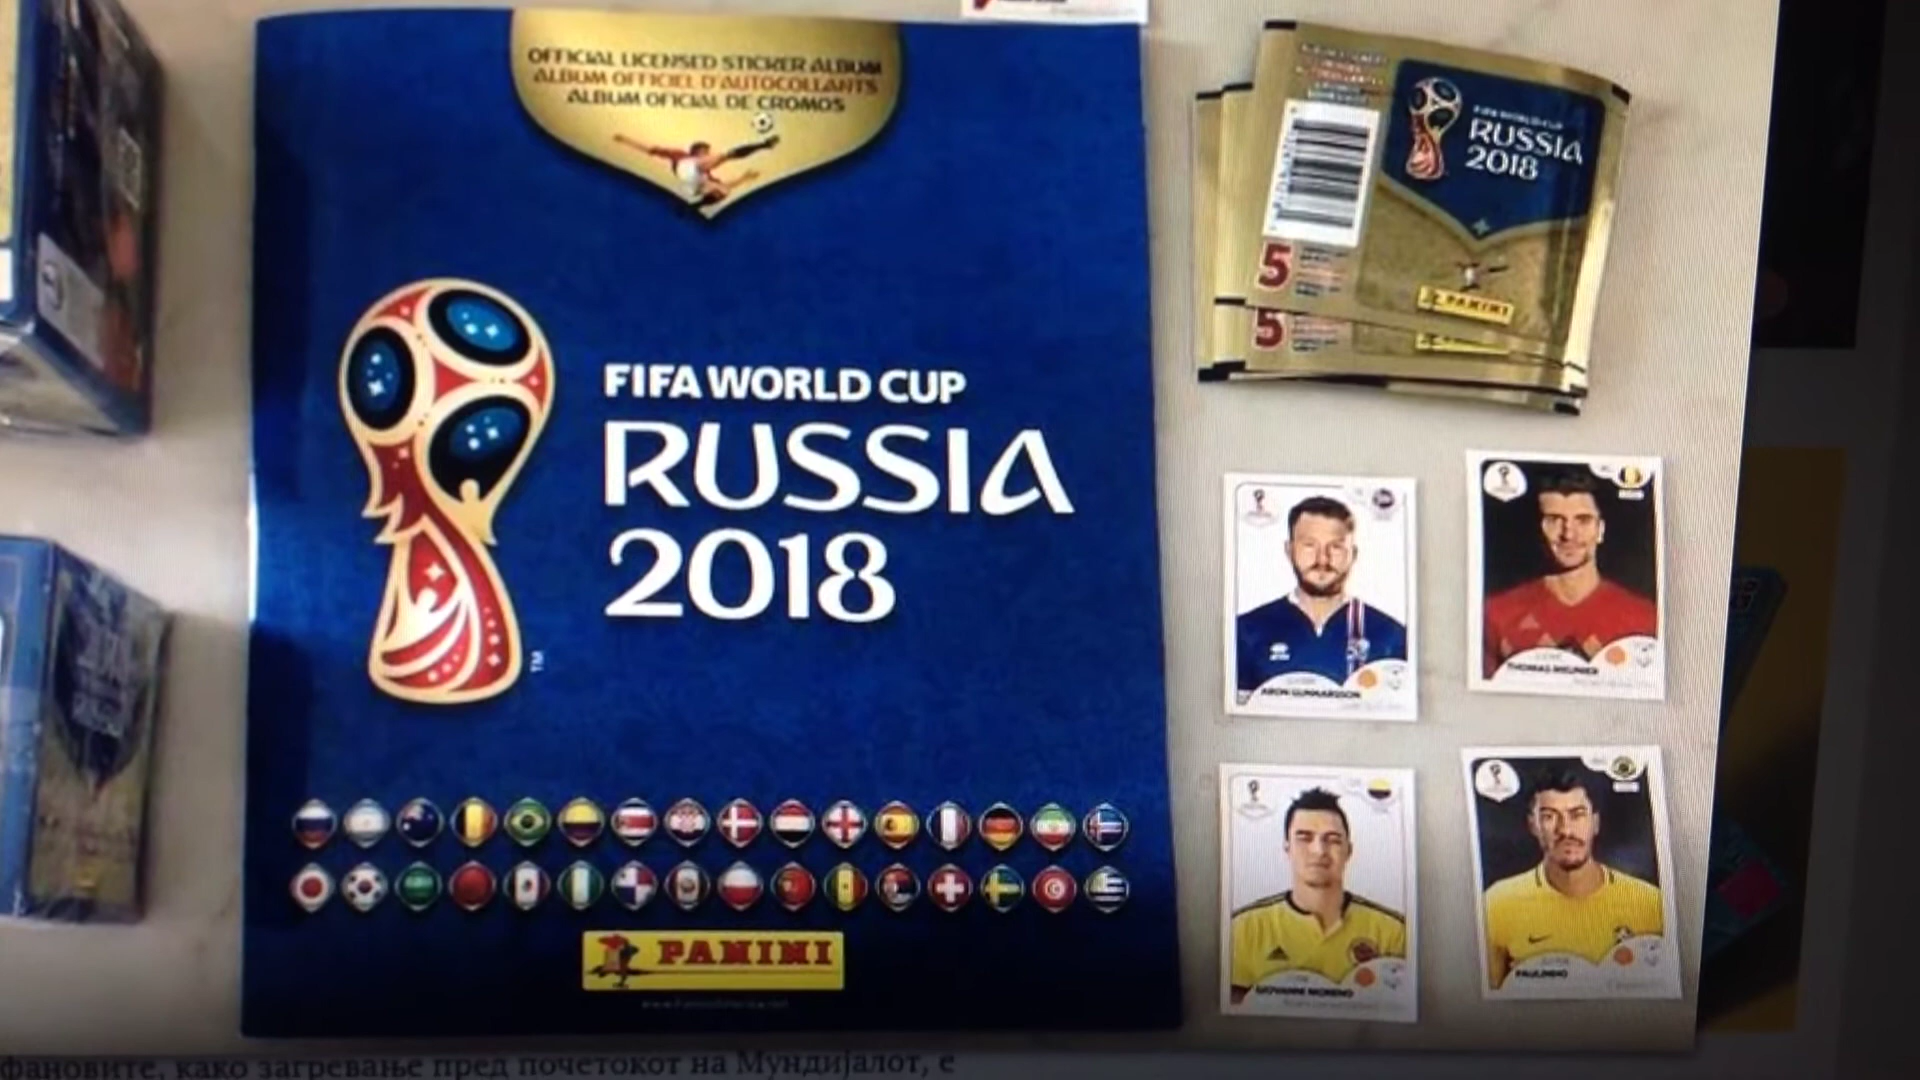 OFFICIAL LICENSED STICKER ALBUM
ALBUM OFFICIEL D'AUTOCOLLANTS
ALBUM OFICIAL DE CROMOS
FIFA WORLD CUP
RUSSIA
2018
TM
PANINI
FIFA WORLD CUP
RUSSIA
2018
5
PANINI
5
ARON GUNNARSSON
THOMAS MEUNIER
GIOVANNI MORENO
PAULINHO
фановите, како загревање пред почетокот на Мундијалот, е